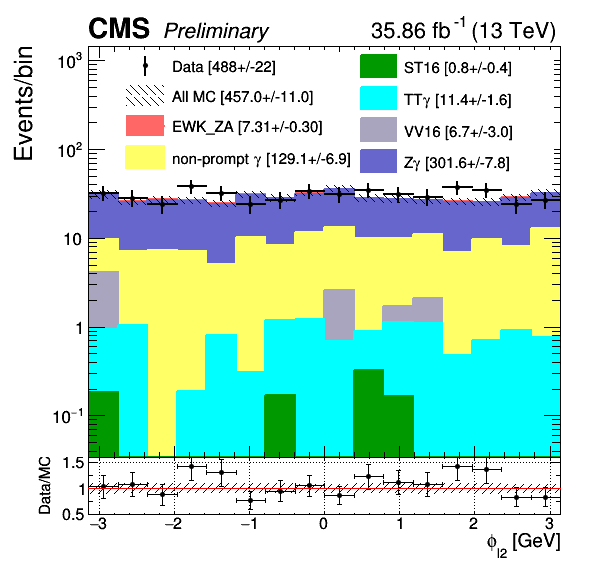 CMS Preliminary 35.86 fb⁻¹ (13 TeV)
Events/bin
10³
10²
10
1
10⁻¹
Data [488+/-22]
All MC [457.0+/-11.0]
EWK_ZA [7.31+/-0.30]
non-prompt γ [129.1+/-6.9]
ST16 [0.8+/-0.4]
TTγ [11.4+/-1.6]
VV16 [6.7+/-3.0]
Zγ [301.6+/-7.8]
Data/MC
1.5
1
0.5
−3 −2 −1 0 1 2 3
ϕl2 [GeV]